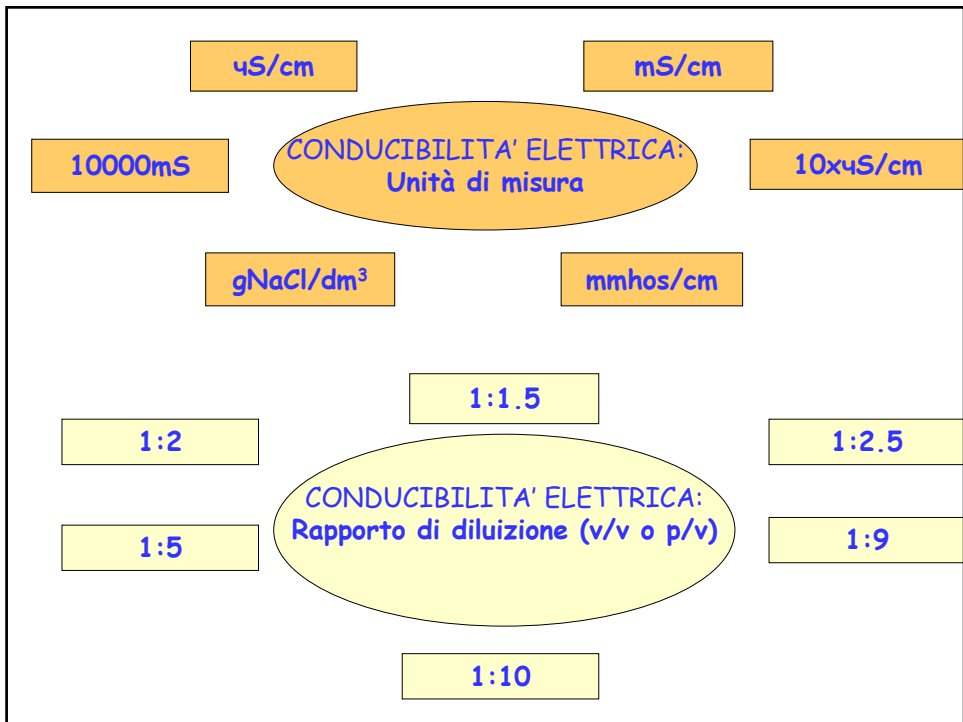 чS/cm
mS/cm
10000mS
CONDUCIBILITA’ ELETTRICA:
Unità di misura
10xчS/cm
gNaCl/dm³
mmhos/cm
1:1.5
1:2
1:2.5
CONDUCIBILITA’ ELETTRICA:
Rapporto di diluizione (v/v o p/v)
1:5
1:9
1:10